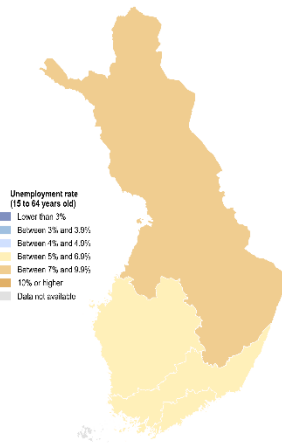 Unemployment rate
(15 to 64 years old)
Lower than 3%
Between 3% and 3.9%
Between 4% and 4.9%
Between 5% and 6.9%
Between 7% and 9.9%
10% or higher
Data not available